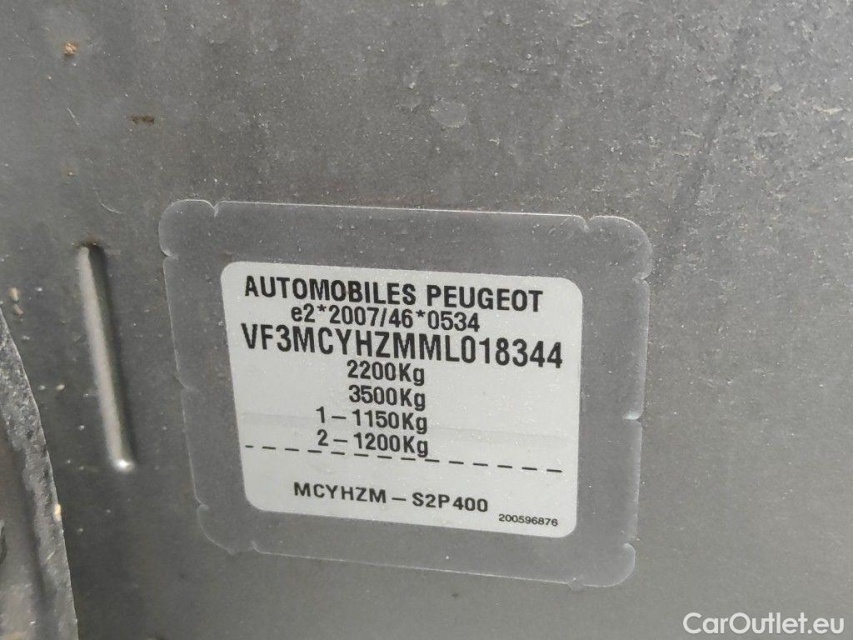 AUTOMOBILES PEUGEOT
e2*2007/46*0534
VF3MCYHZMML018344
2200Kg
3500Kg
1-1150Kg
2-1200Kg
MCYHZM-S2P400
200596876
CarOutlet.eu